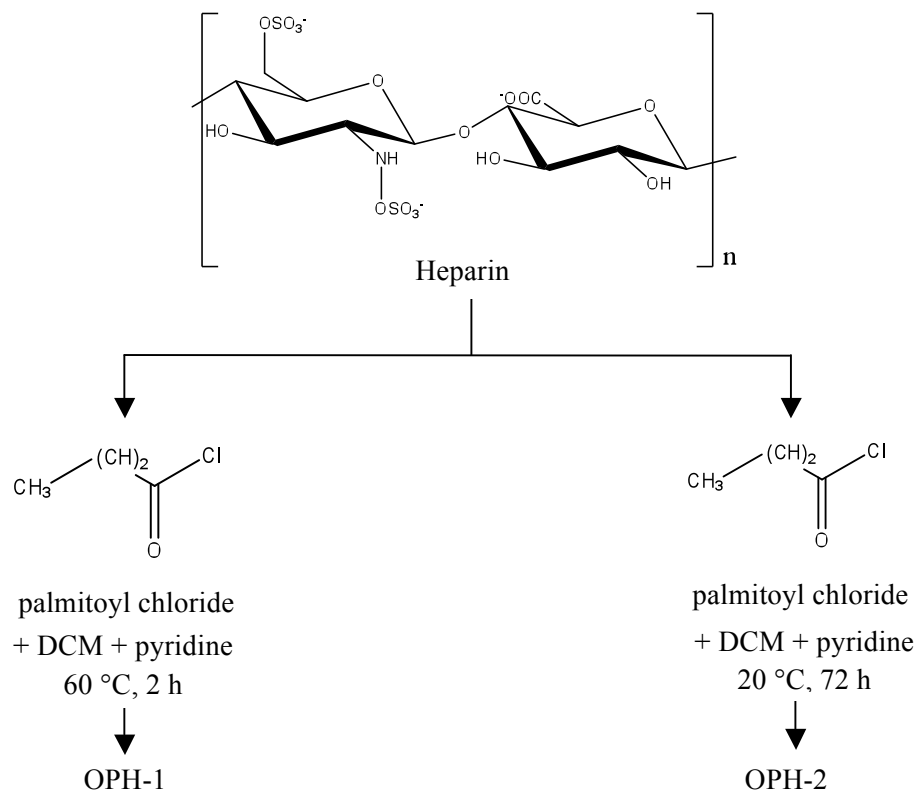 OSO₃⁻
O
⁻OOC
O
HO
NH
O
HO
OSO₃⁻
OH
n
Heparin
(CH)₂
Cl
CH₃
O
(CH)₂
Cl
CH₃
O
palmitoyl chloride
+ DCM + pyridine
60 °C, 2 h
OPH-1
palmitoyl chloride
+ DCM + pyridine
20 °C, 72 h
OPH-2